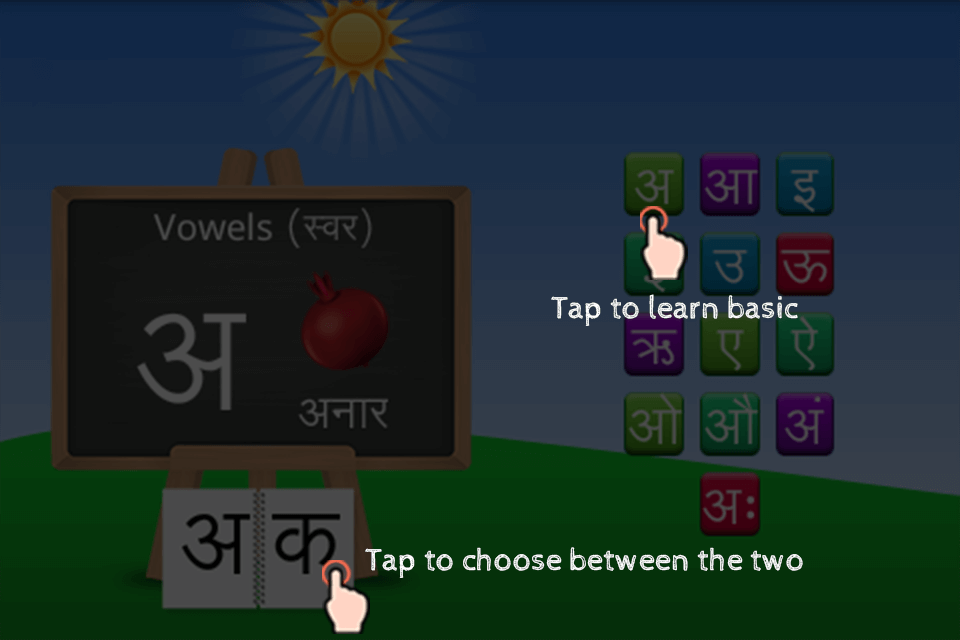 Vowels (स्वर)
अ
अनार
अ क
Tap to choose between the two
अ आ इ
उ ऊ
Tap to learn basic
ऋ ए ऐ
ओ औ अं
अः